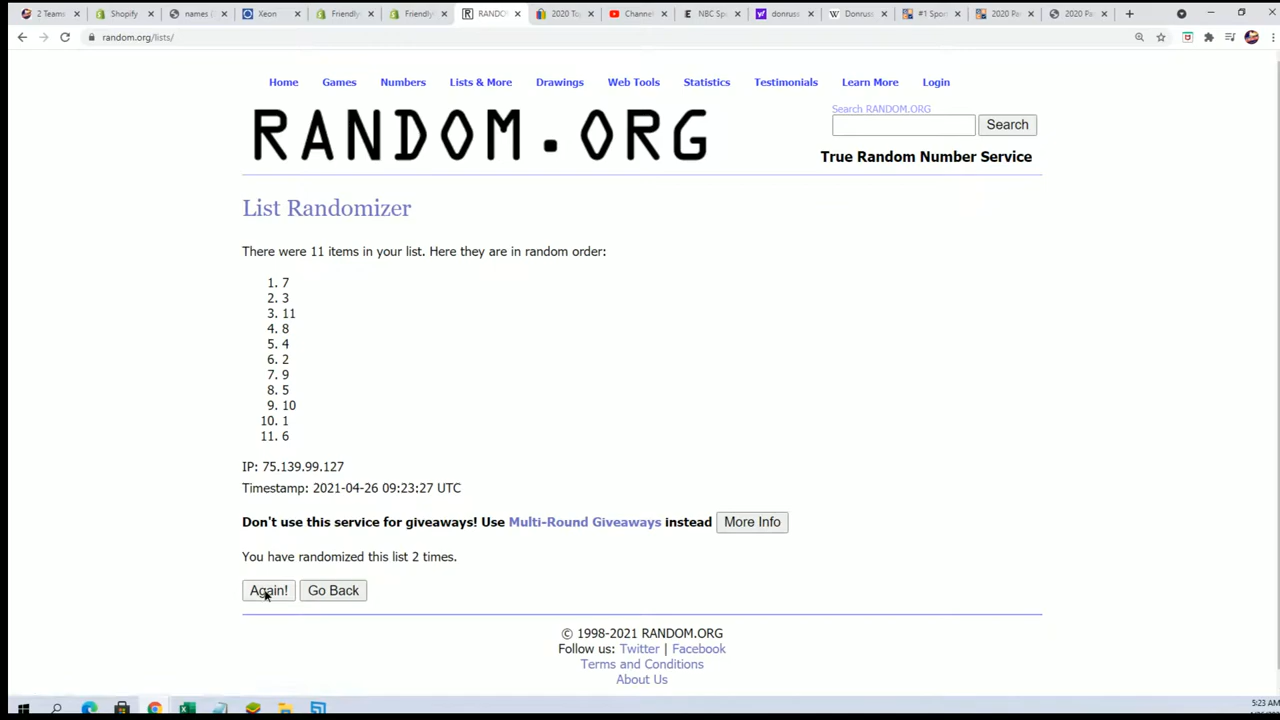 2 Teams
Shopify
names (
Xeon
Friendly
Friendly
RANDO
2020 To
Channel
NBC Sp
donruss
Donruss
#1 Spor
2020 Pa
2020 Pa
random.org/lists/
Home Games Numbers Lists & More Drawings Web Tools Statistics Testimonials Learn More Login
RANDOM.ORG
Search RANDOM.ORG
Search
True Random Number Service
List Randomizer
There were 11 items in your list. Here they are in random order:
1. 7
2. 3
3. 11
4. 8
5. 4
6. 2
7. 9
8. 5
9. 10
10. 1
11. 6
IP: 75.139.99.127
Timestamp: 2021-04-26 09:23:27 UTC
Don't use this service for giveaways! Use Multi-Round Giveaways instead More Info
You have randomized this list 2 times.
Again! Go Back
© 1998-2021 RANDOM.ORG
Follow us: Twitter | Facebook
Terms and Conditions
About Us
5:23 AM